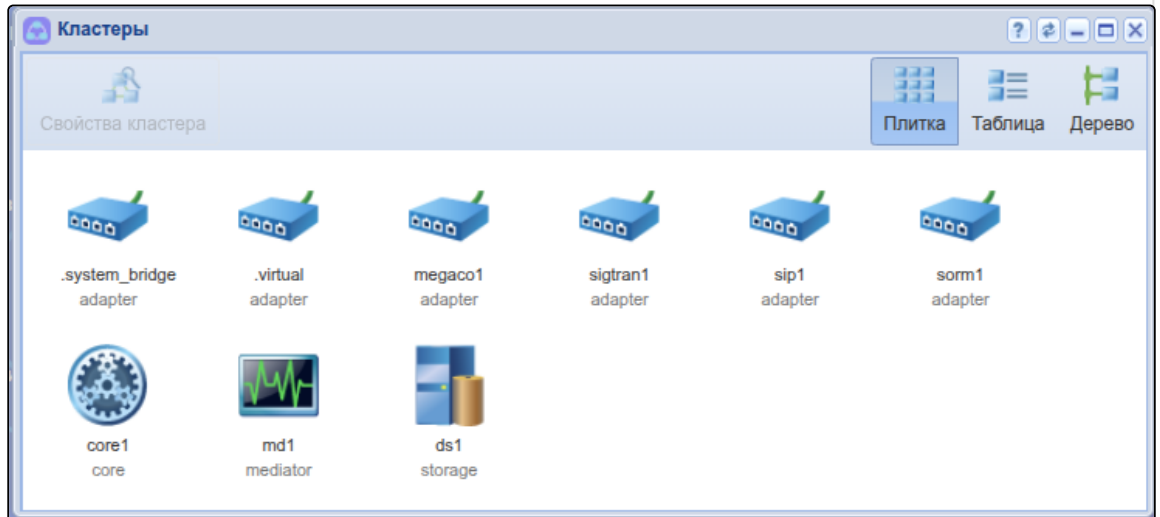 Кластеры
Свойства кластера
Плитка Таблица Дерево
.system_bridge .virtual megaco1 sigtran1 sip1 sorm1
adapter adapter adapter adapter adapter adapter
core1 md1 ds1
core mediator storage